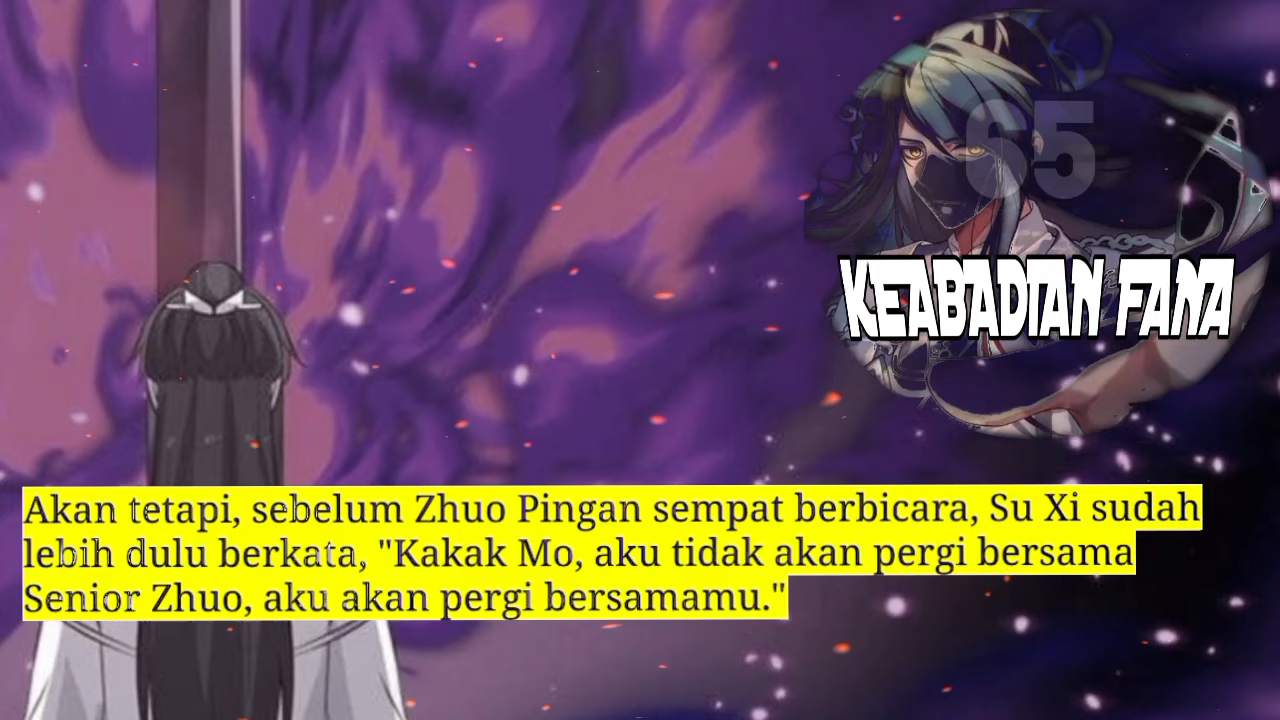 65
KEABADIAN FANA
Akan tetapi, sebelum Zhuo Pingan sempat berbicara, Su Xi sudah
lebih dulu berkata, "Kakak Mo, aku tidak akan pergi bersama
Senior Zhuo, aku akan pergi bersamamu."